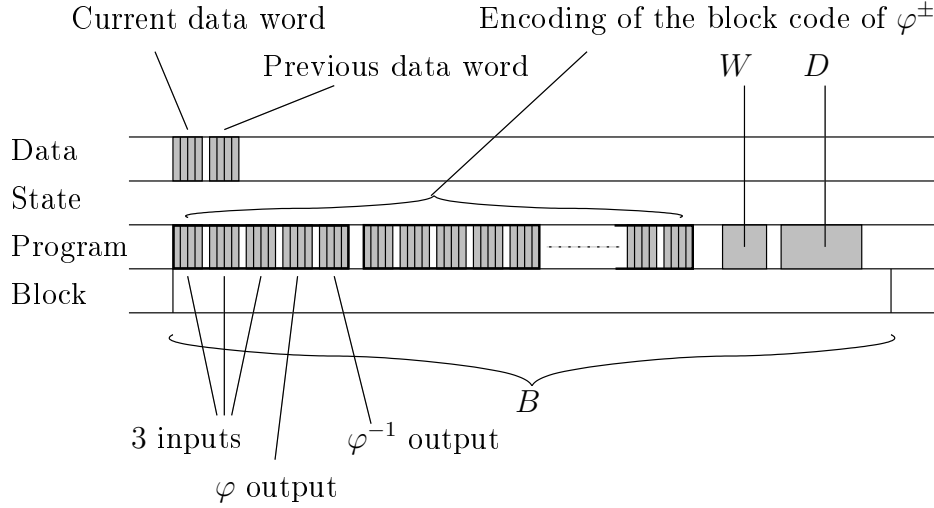 Current data word
Encoding of the block code of φ±
Previous data word
W
D
Data
State
Program
Block
B
3 inputs
φ⁻¹ output
φ output